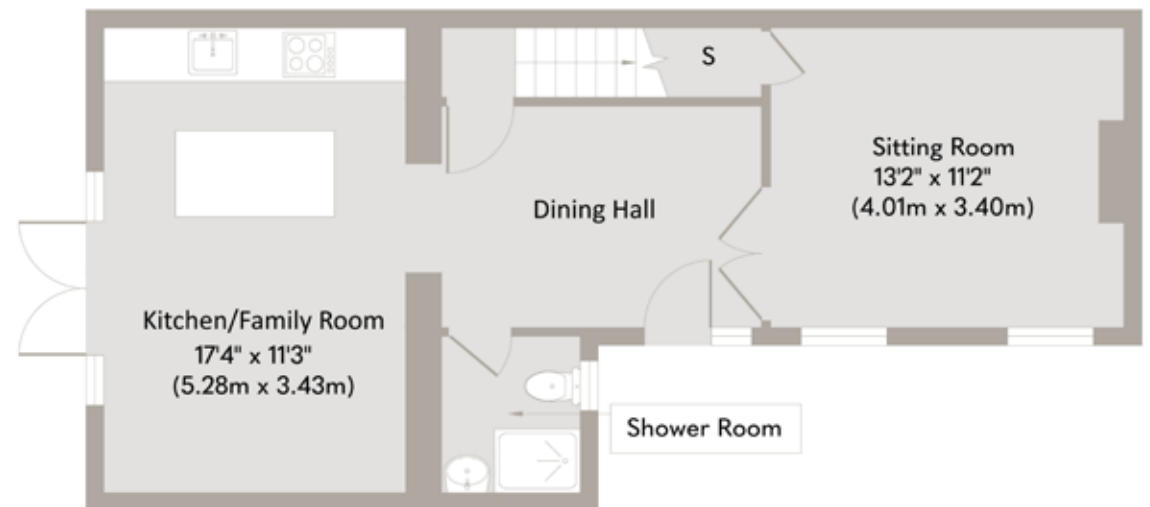 S
Sitting Room
13'2" x 11'2"
(4.01m x 3.40m)
Dining Hall
Kitchen/Family Room
17'4" x 11'3"
(5.28m x 3.43m)
Shower Room